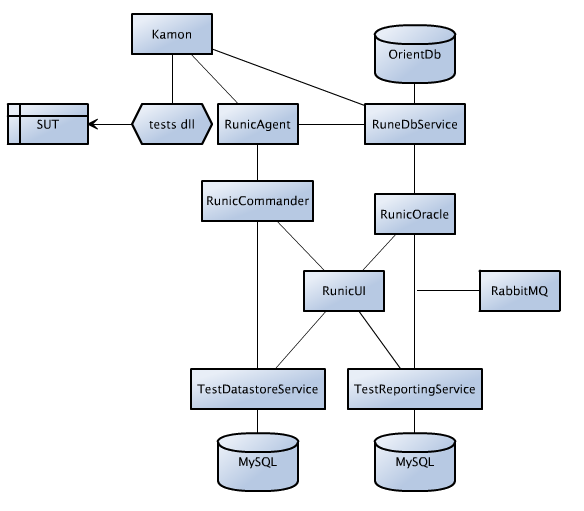 Kamon
OrientDb
SUT
tests dll
RunicAgent
RuneDbService
RunicCommander
RunicOracle
RunicUI
RabbitMQ
TestDatastoreService
TestReportingService
MySQL
MySQL